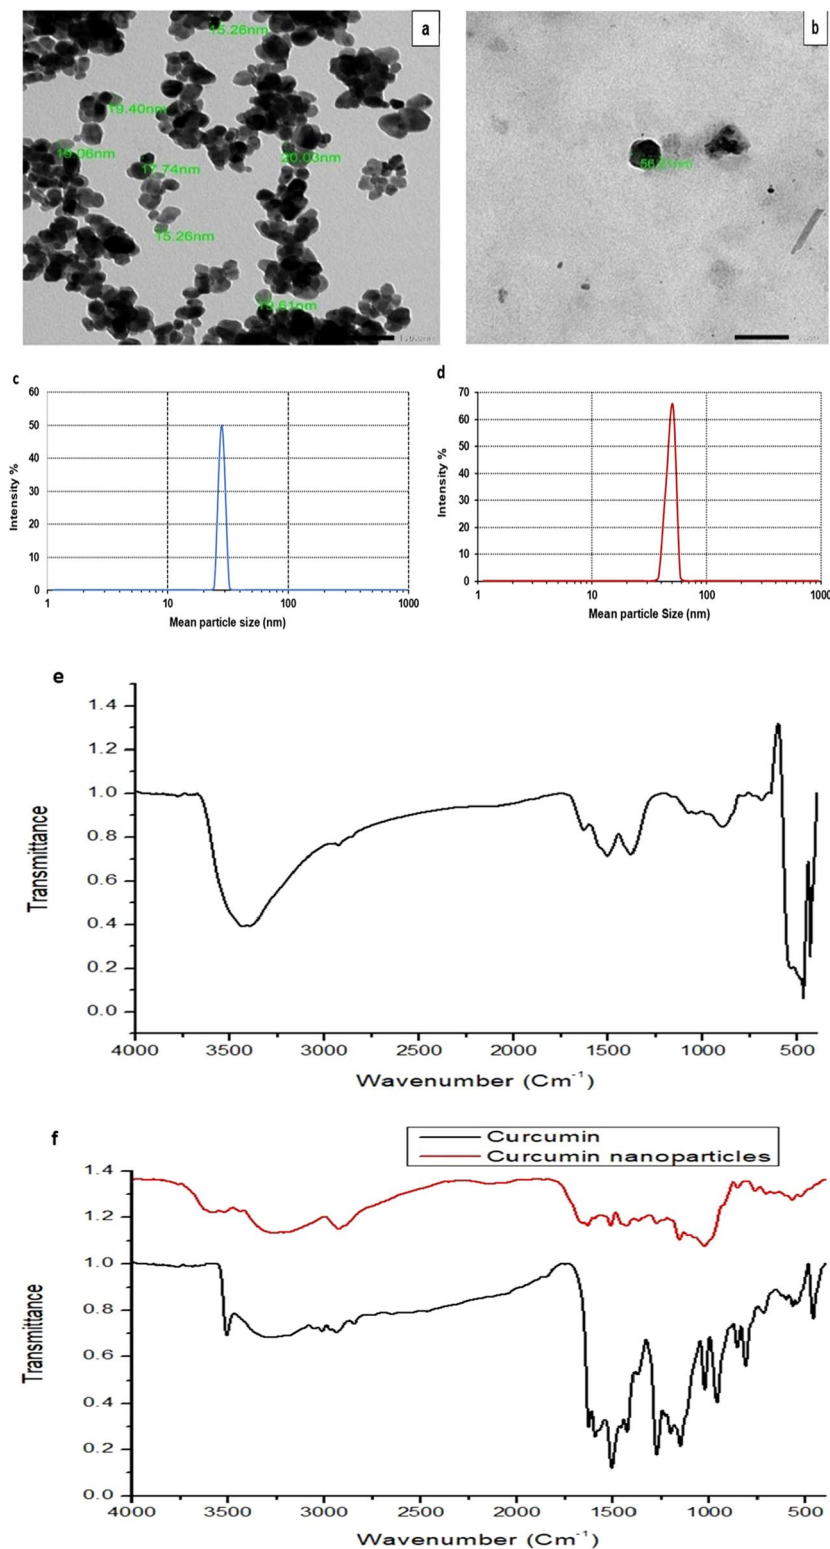 a
15.26nm
19.40nm
20.03nm
17.74nm
15.26nm
b
c
60
50
40
30
20
10
0
Intensity %
1 10 100 1000
Mean particle size (nm)
d
70
60
50
40
30
20
10
0
Intensity %
1 10 100 1000
Mean particle Size (nm)
e
1.4
1.2
1.0
0.8
0.6
0.4
0.2
0.0
Transmittance
4000 3500 3000 2500 2000 1500 1000 500
Wavenumber (Cm-1)
f
Curcumin
Curcumin nanoparticles
1.4
1.2
1.0
0.8
0.6
0.4
0.2
0.0
Transmittance
4000 3500 3000 2500 2000 1500 1000 500
Wavenumber (Cm-1)